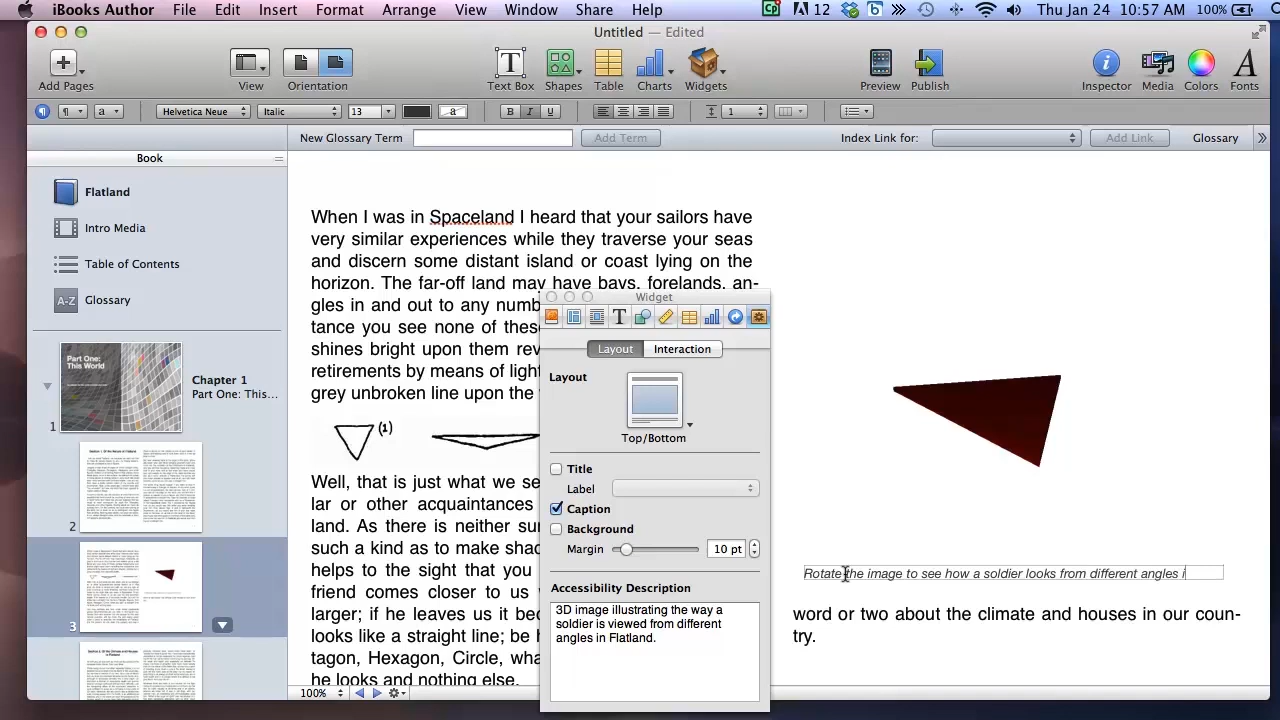 iBooks Author File Edit Insert Format Arrange View Window Share Help 12 Thu Jan 24 10:57 AM 100%
Untitled — Edited
Add Pages View Orientation Text Box Shapes Table Charts Widgets Preview Publish Inspector Media Colors Fonts
Helvetica Neue Italic 13 a B I U 1
New Glossary Term Add Term Index Link for: Add Link Glossary
Book
Flatland
Intro Media
Table of Contents
A-Z Glossary
Part One:
This World
Chapter 1
Part One: This...
1
2
3
When I was in Spaceland I heard that your sailors have
very similar experiences while they traverse your seas
and discern some distant island or coast lying on the
horizon. The far-off land may have bays, forelands, an-
gles in and out to any numb
tance you see none of these
shines bright upon them rev
retirements by means of light
grey unbroken line upon the
(1)
Well, that is just what we se
lar or other acquaintances
land. As there is neither sun
such a kind as to make shad
helps to the sight that you
friend comes closer to us
larger; if he leaves us it be
looks like a straight line; be h
tagon, Hexagon, Circle, wha
he looks and nothing else.
Widget
Layout Interaction
Layout
Top/Bottom
Title
Label
Caption
Background
Margin 10 pt
Accessibility Description
3D image illustrating the way a
soldier is viewed from different
angles in Flatland.
Rotate the image to see how a soldier looks from different angles i
word or two about the climate and houses in our coun-
try.